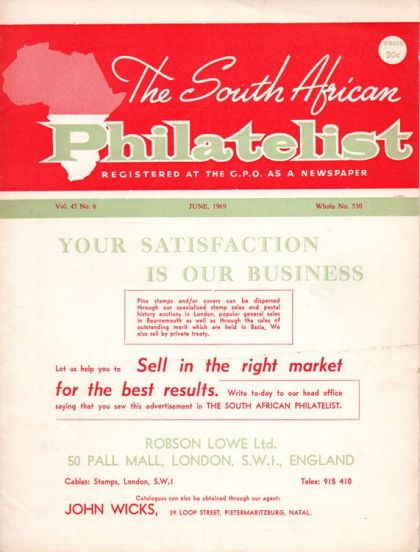 PRICE
20c
The South African
Philatelist
REGISTERED AT THE G.P.O. AS A NEWSPAPER
Vol. 45 No. 6 JUNE, 1969 Whole No. 530
YOUR SATISFACTION
IS OUR BUSINESS
Fine stamps and/or covers can be dispersed
through our specialised stamp sales and postal
history auctions in London, popular general sales
in Bournemouth as well as through the sales of
outstanding merit which are held in Basle. We
also sell by private treaty.
Let us help you to Sell in the right market
for the best results. Write to-day to our head office
saying that you saw this advertisement in THE SOUTH AFRICAN PHILATELIST.
ROBSON LOWE Ltd.
50 PALL MALL, LONDON, S.W.1., ENGLAND
Cables: Stamps, London, S.W.1 Telex: 915 410
Catalogues can also be obtained through our agent:
JOHN WICKS, 39 LOOP STREET, PIETERMARITZBURG, NATAL.